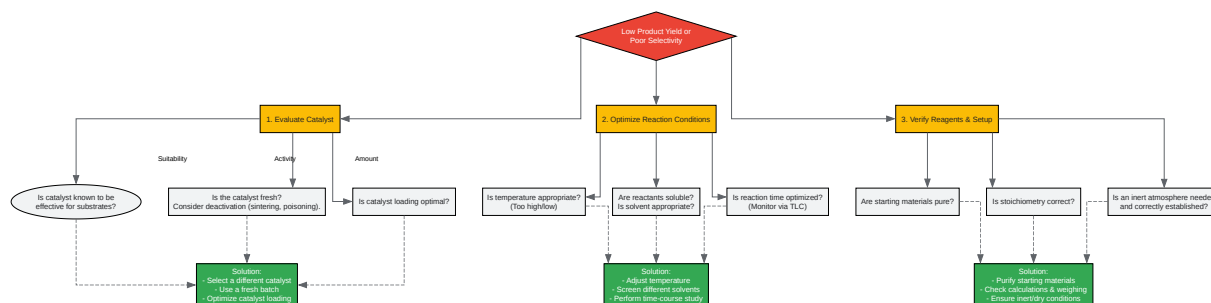 Low Product Yield or
Poor Selectivity
1. Evaluate Catalyst
2. Optimize Reaction Conditions
3. Verify Reagents & Setup
Suitability
Activity
Amount
Is catalyst known to be
effective for substrates?
Is the catalyst fresh?
Consider deactivation (sintering, poisoning).
Is catalyst loading optimal?
Is temperature appropriate?
(Too high/low)
Are reactants soluble?
Is solvent appropriate?
Is reaction time optimized?
(Monitor via TLC)
Are starting materials pure?
Is stoichiometry correct?
Is an inert atmosphere neede
and correctly established?
Solution:
- Select a different catalyst
- Use a fresh batch
- Optimize catalyst loading
Solution:
- Adjust temperature
- Screen different solvents
- Perform time-course study
Solution:
- Purify starting materials
- Check calculations & weighing
- Ensure inert/dry conditions